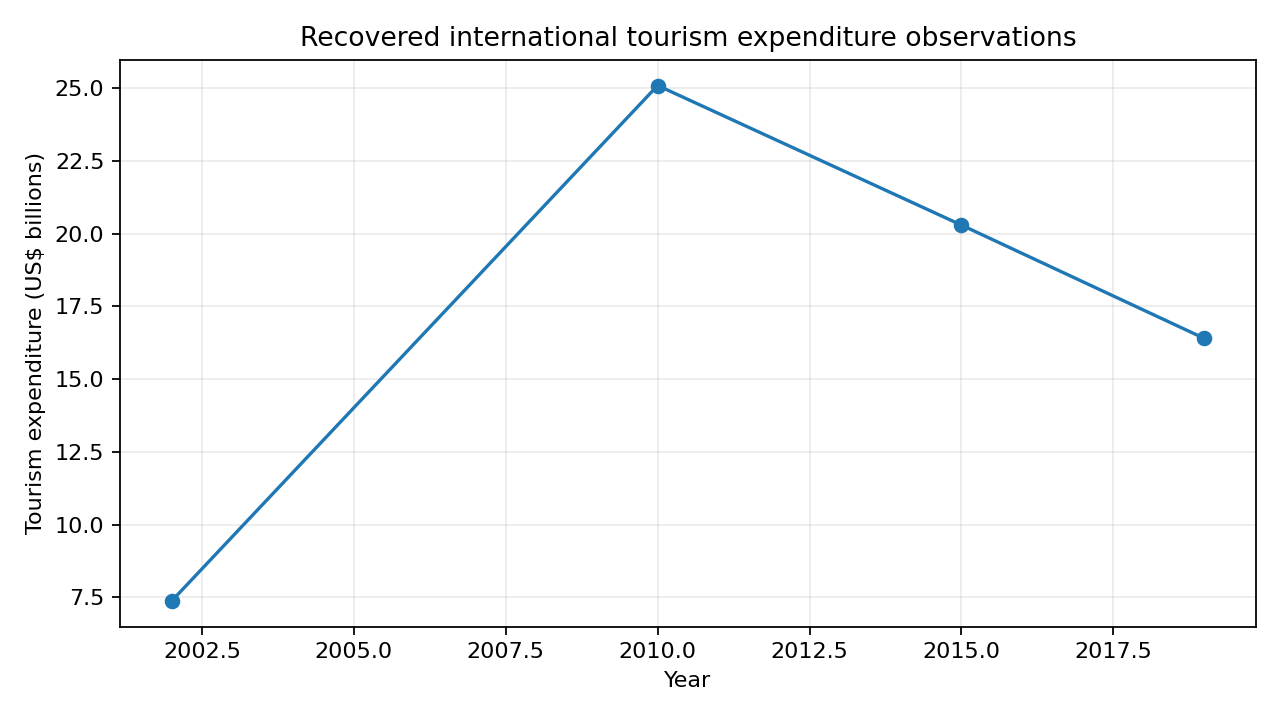 Recovered international tourism expenditure observations
Tourism expenditure (US$ billions)
25.0
22.5
20.0
17.5
15.0
12.5
10.0
7.5
2002.5 2005.0 2007.5 2010.0 2012.5 2015.0 2017.5
Year